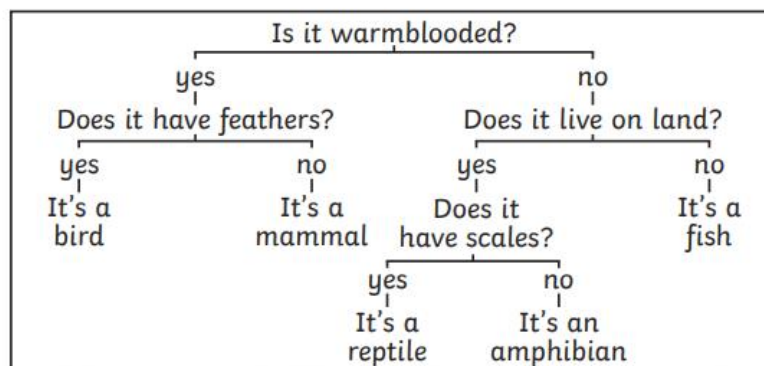 Is it warmblooded?
yes
no
Does it have feathers?
Does it live on land?
yes
no
yes
no
It's a
bird
It's a
mammal
Does it
have scales?
It's a
fish
yes
no
It's a
reptile
It's an
amphibian